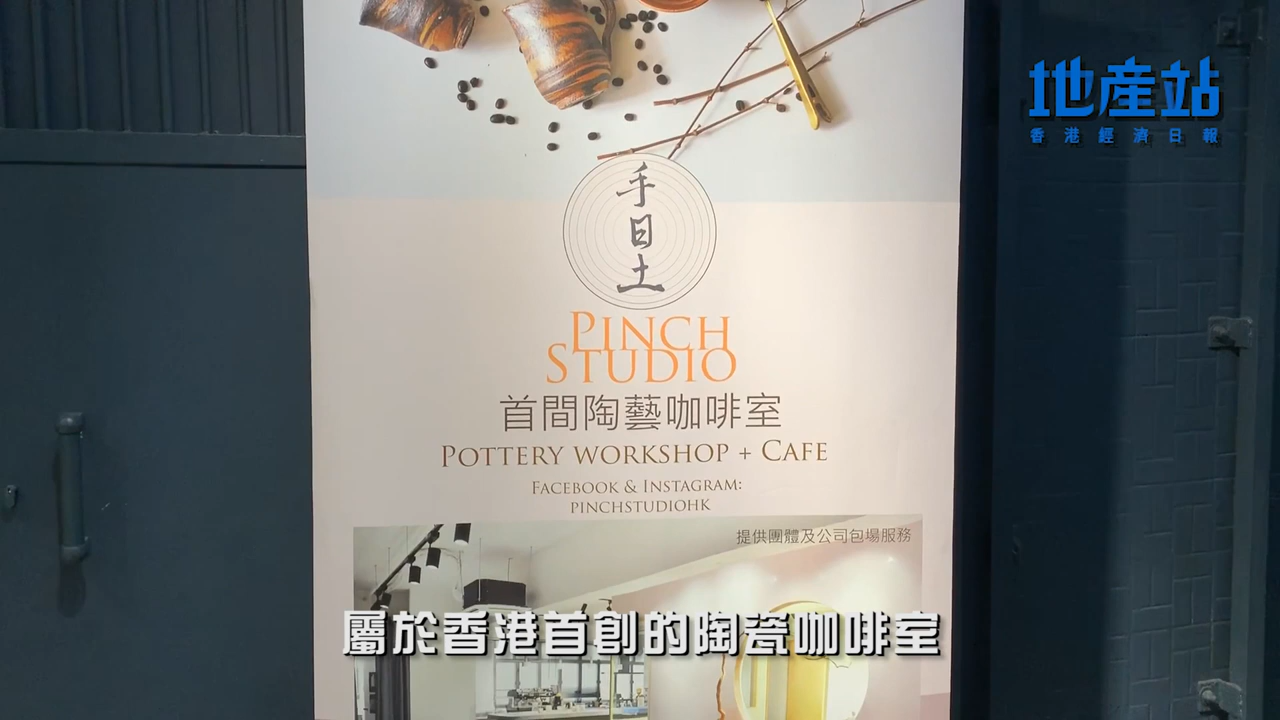 地產站
香港經濟日報
手
日
土
PINCH
STUDIO
首間陶藝咖啡室
POTTERY WORKSHOP + CAFE
FACEBOOK & INSTAGRAM:
PINCHSTUDIOHK
提供團體及公司包場服務
屬於香港首創的陶瓷咖啡室